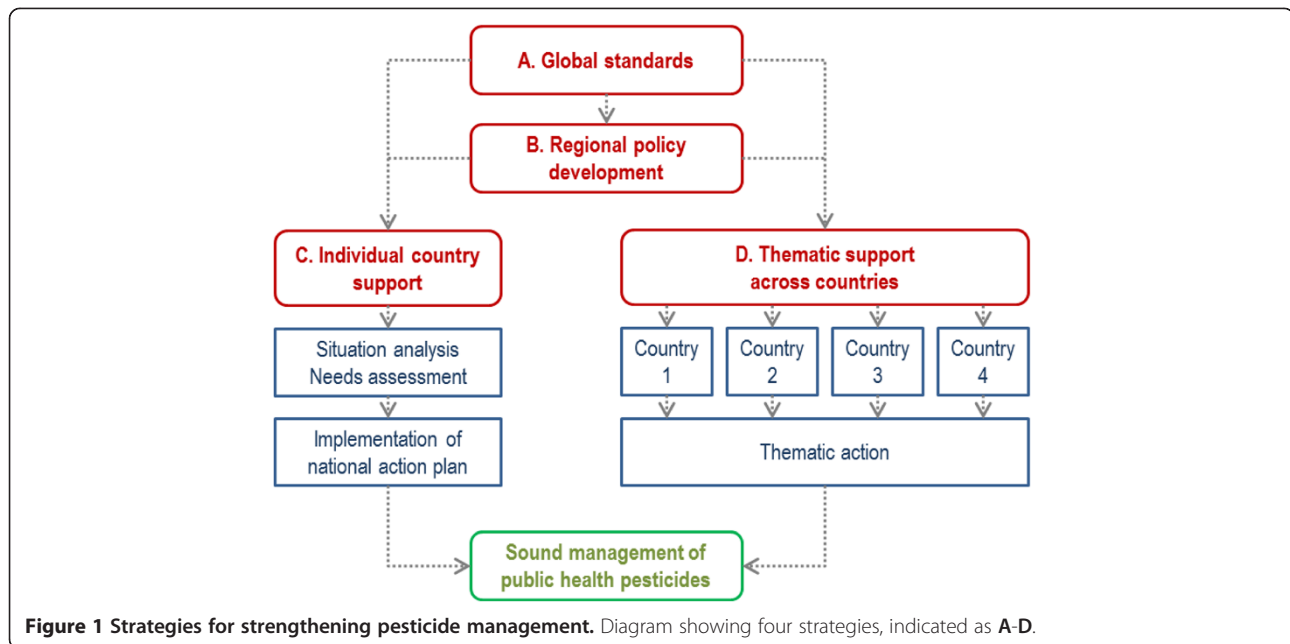 A. Global standards
B. Regional policy
development
C. Individual country
support
D. Thematic support
across countries
Situation analysis
Needs assessment
Country
1
Country
2
Country
3
Country
4
Implementation of
national action plan
Thematic action
Sound management of
public health pesticides
Figure 1 Strategies for strengthening pesticide management. Diagram showing four strategies, indicated as A-D.